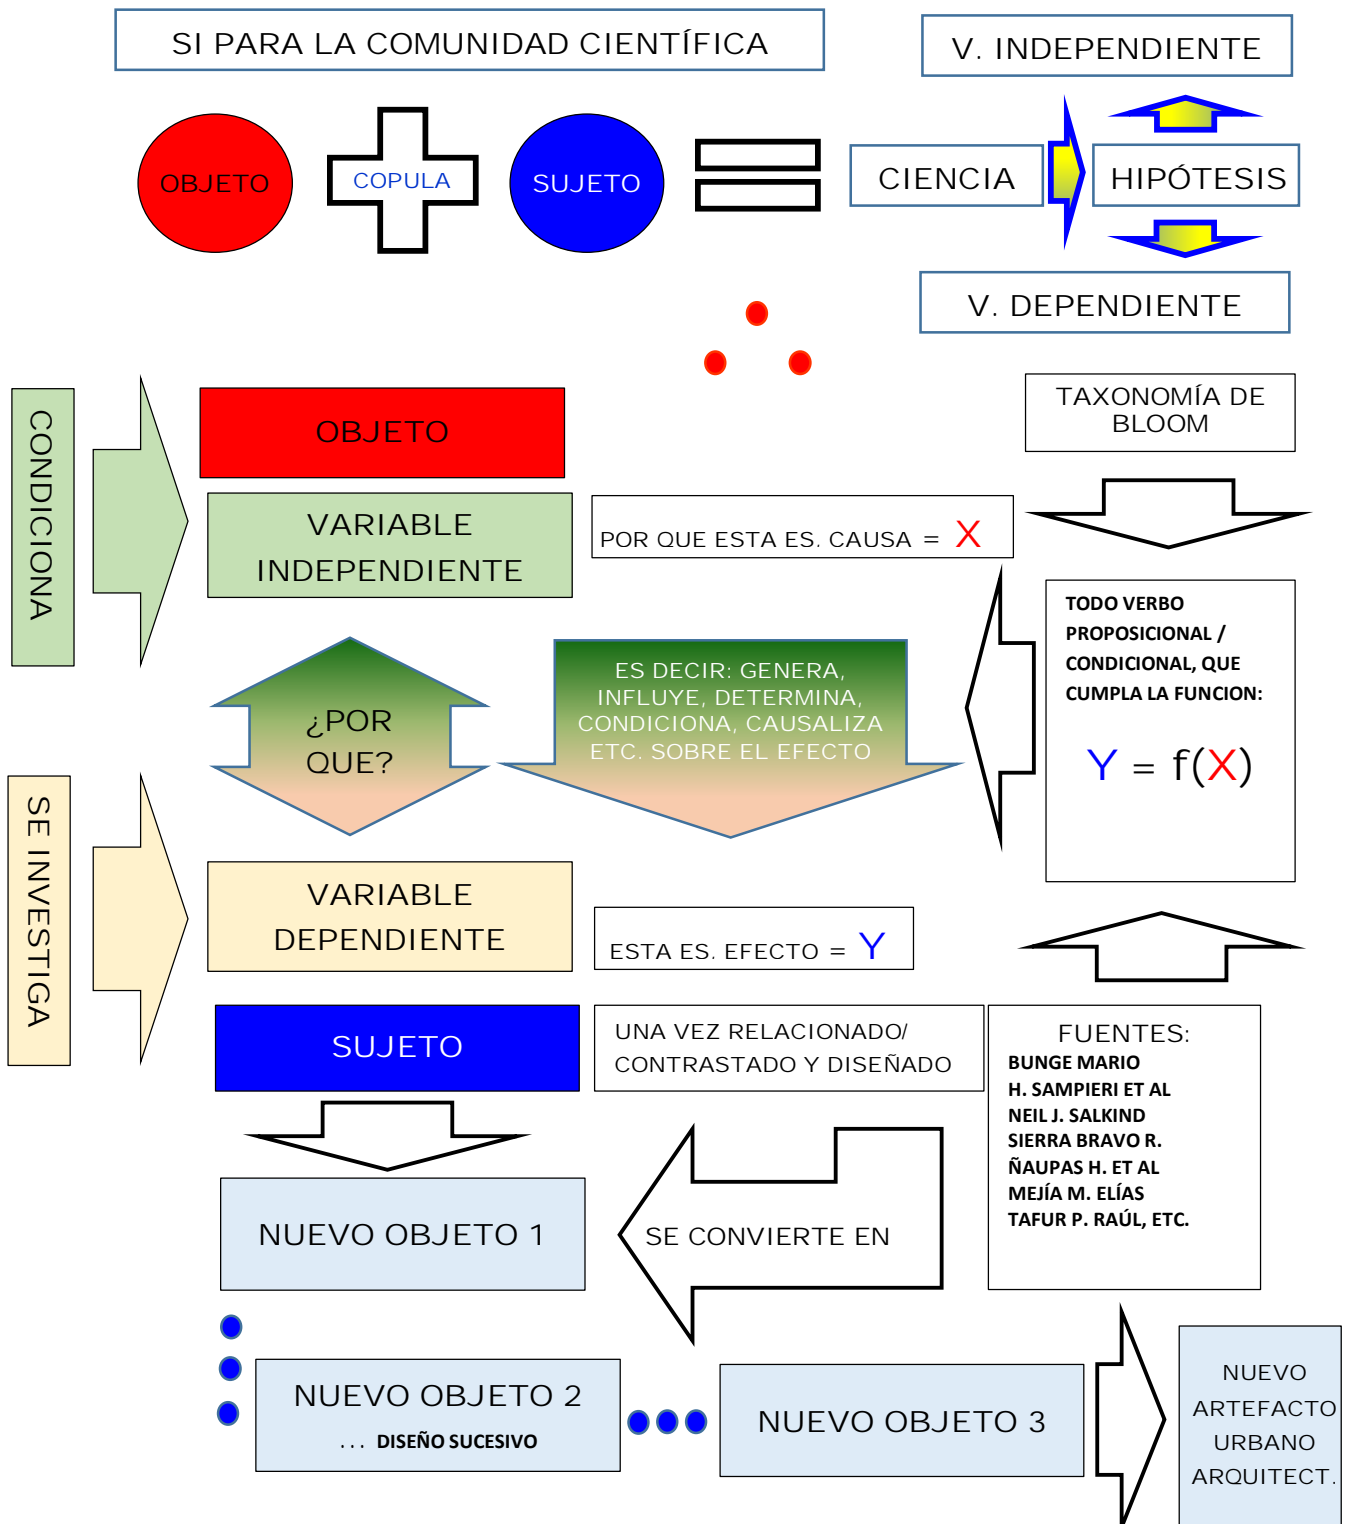 SI PARA LA COMUNIDAD CIENTÍFICA
V. INDEPENDIENTE
OBJETO
COPULA
SUJETO
CIENCIA
HIPÓTESIS
V. DEPENDIENTE
CONDICIONA
OBJETO
TAXONOMÍA DE
BLOOM
VARIABLE
INDEPENDIENTE
POR QUE ESTA ES. CAUSA = X
TODO VERBO
PROPOSICIONAL /
CONDICIONAL, QUE
CUMPLA LA FUNCION:
Y = f(X)
¿POR
QUE?
ES DECIR: GENERA,
INFLUYE, DETERMINA,
CONDICIONA, CAUSALIZA
ETC. SOBRE EL EFECTO
SE INVESTIGA
VARIABLE
DEPENDIENTE
ESTA ES. EFECTO = Y
SUJETO
UNA VEZ RELACIONADO/
CONTRASTADO Y DISEÑADO
FUENTES:
BUNGE MARIO
H. SAMPIERI ET AL
NEIL J. SALKIND
SIERRA BRAVO R.
ÑAUPAS H. ET AL
MEJÍA M. ELÍAS
TAFUR P. RAÚL, ETC.
NUEVO OBJETO 1
SE CONVIERTE EN
NUEVO OBJETO 2
... DISEÑO SUCESIVO
NUEVO OBJETO 3
NUEVO
ARTEFACTO
URBANO
ARQUITECT.